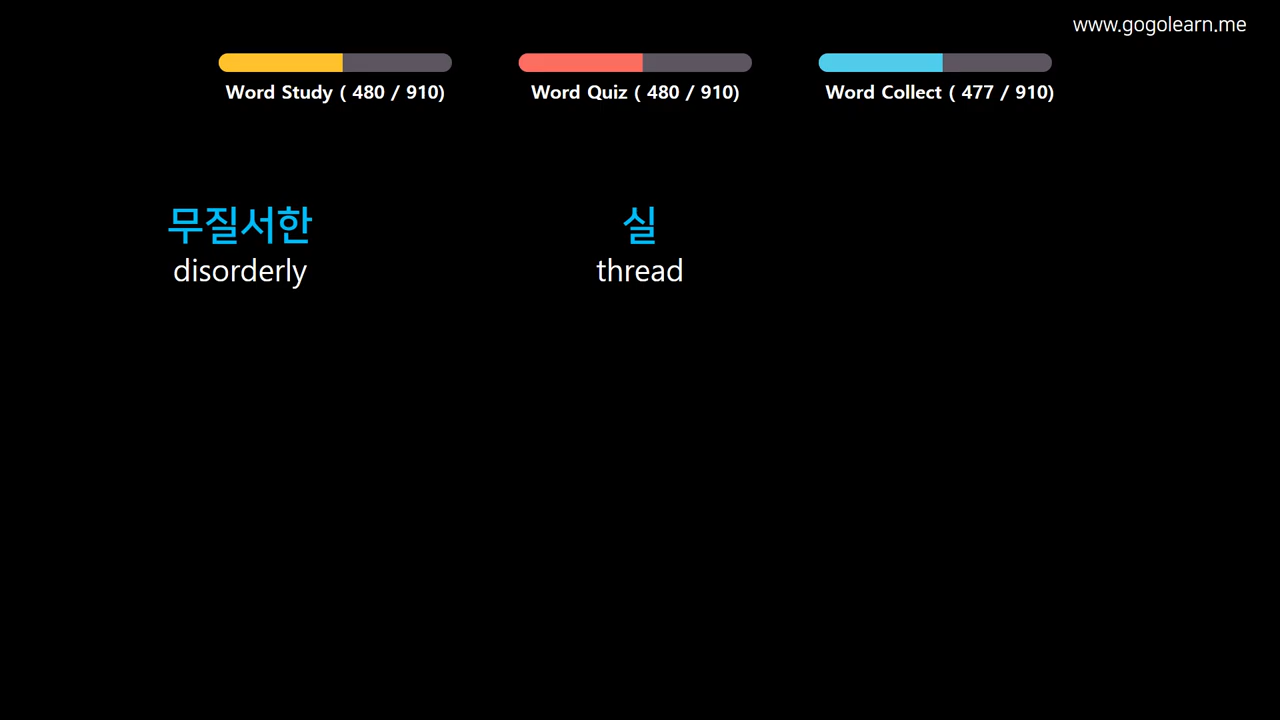 www.gogolearn.me
Word Study ( 480 / 910)
Word Quiz ( 480 / 910)
Word Collect ( 477 / 910)
무질서한
disorderly
실
thread